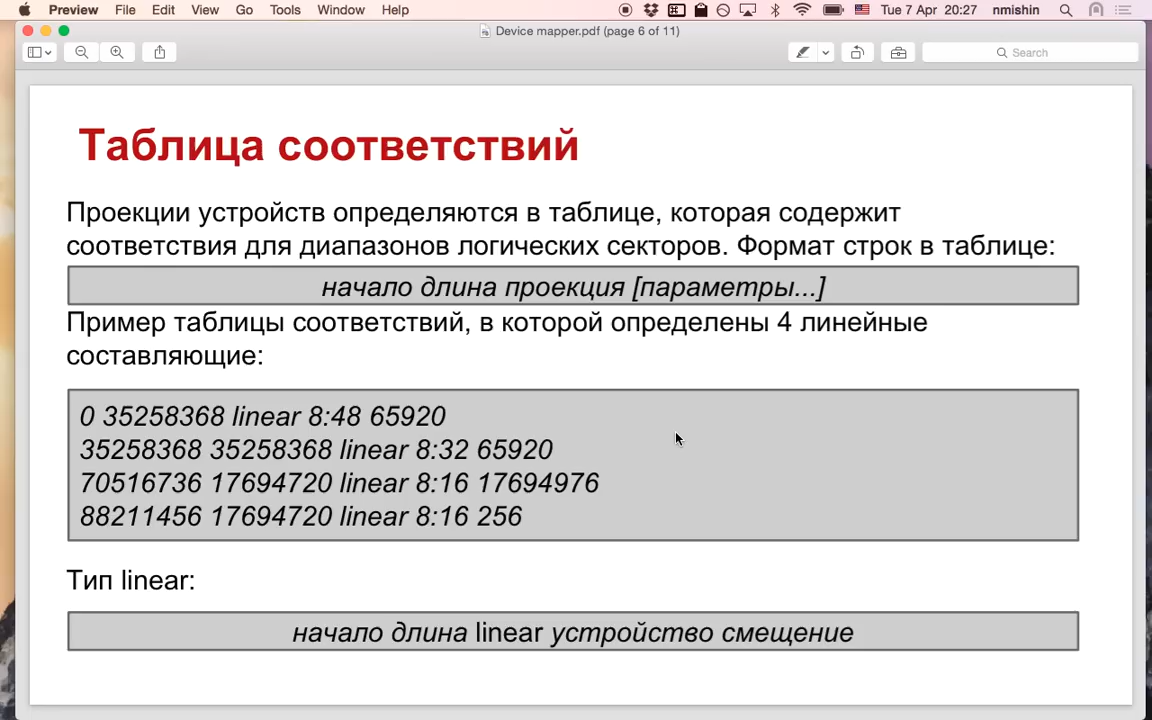 Preview File Edit View Go Tools Window Help Tue 7 Apr 20:27 nmishin
Device mapper.pdf (page 6 of 11)
Search
Таблица соответствий
Проекции устройств определяются в таблице, которая содержит
соответствия для диапазонов логических секторов. Формат строк в таблице:
начало длина проекция [параметры...]
Пример таблицы соответствий, в которой определены 4 линейные
составляющие:
0 35258368 linear 8:48 65920
35258368 35258368 linear 8:32 65920
70516736 17694720 linear 8:16 17694976
88211456 17694720 linear 8:16 256
Тип linear:
начало длина linear устройство смещение